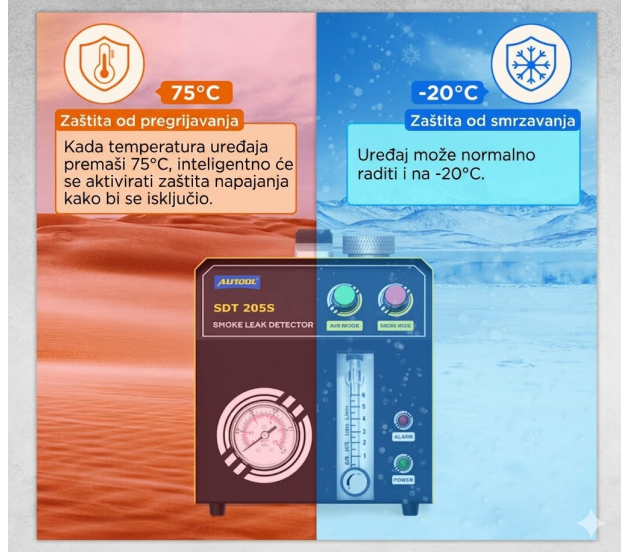 75°C
Zaštita od pregrijavanja
Kada temperatura uređaja
premaši 75°C, inteligentno će
se aktivirati zaštita napajanja
kako bi se isključio.
-20°C
Zaštita od smrzavanja
Uređaj može normalno
raditi i na -20°C.
AUTOOL
SDT 205S
SMOKE LEAK DETECTOR
AIR MODE
SMOKE MODE
ALARM
POWER